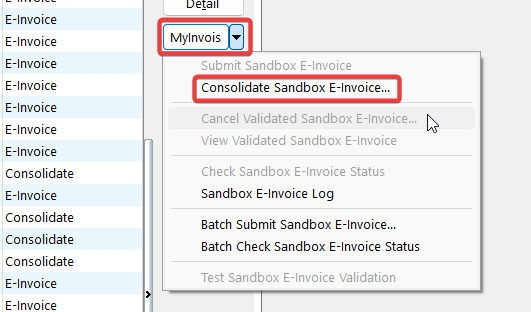 E-Invoice
E-Invoice
E-Invoice
E-Invoice
E-Invoice
E-Invoice
E-Invoice
Consolidate
E-Invoice
Consolidate
Consolidate
Consolidate
E-Invoice
E-Invoice
Detail
MyInvois
Submit Sandbox E-Invoice
Consolidate Sandbox E-Invoice...
Cancel Validated Sandbox E-Invoice...
View Validated Sandbox E-Invoice
Check Sandbox E-Invoice Status
Sandbox E-Invoice Log
Batch Submit Sandbox E-Invoice...
Batch Check Sandbox E-Invoice Status
Test Sandbox E-Invoice Validation